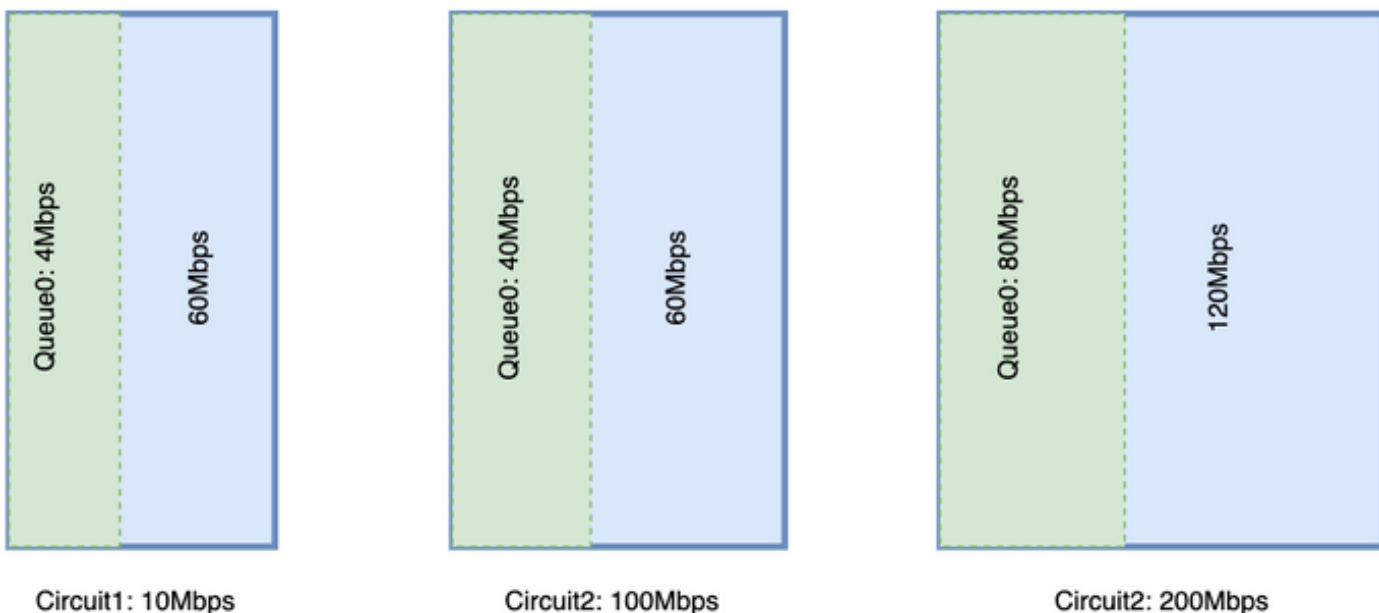 Queue0: 4Mbps
60Mbps
Circuit1: 10Mbps
Queue0: 40Mbps
60Mbps
Circuit2: 100Mbps
Queue0: 80Mbps
120Mbps
Circuit2: 200Mbps